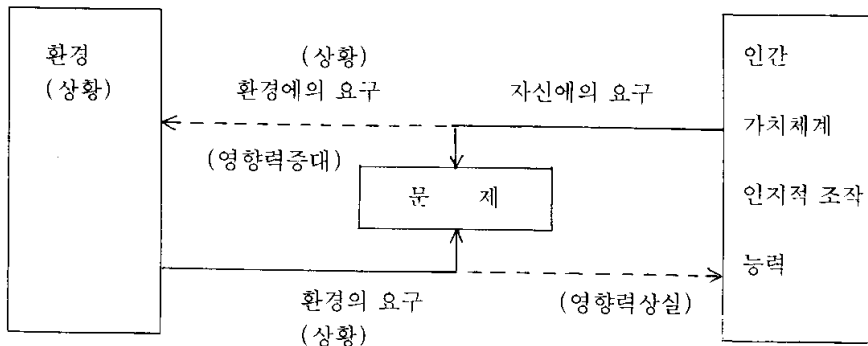 환경
(상황)
(상황)
환경에의 요구
자신에의 요구
(영향력증대)
문 제
환경의 요구
(상황)
(영향력상실)
인간
가치체계
인지적 조작
능력